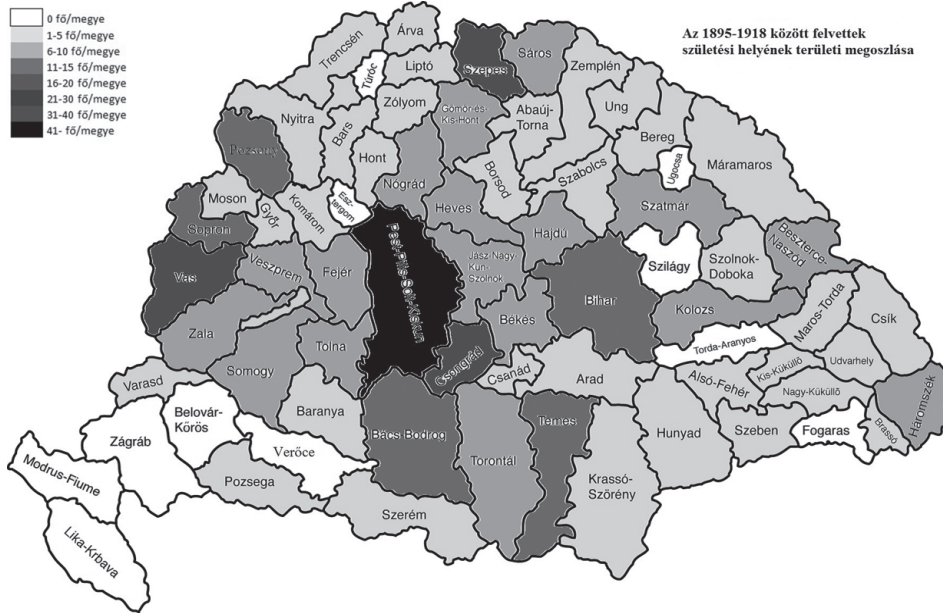 0 fő/megye
1-5 fő/megye
6-10 fő/megye
11-15 fő/megye
16-20 fő/megye
21-30 fő/megye
31-40 fő/megye
41- fő/megye
Az 1895-1918 között felvettek
születési helyének területi megoszlása
Árva
Trencsén
Túróc
Liptó
Szepes
Sáros
Zemplén
Nyitra
Bars
Zólyom
Gömör-és
Kis-Hont
Abaúj-
Torna
Ung
Bereg
Ugocsa
Máramaros
Pozsony
Hont
Nógrád
Borsod
Szabolcs
Szatmár
Moson
Győr
Komárom
Esz-
tergom
Heves
Hajdú
Szilágy
Szolnok-
Doboka
Beszterce-
Naszód
Sopron
Vas
Veszprem
Fejér
Pest-Pilis-Solt-Kiskun
Jász-Nagy-
Kun-
Szolnok
Bihar
Kolozs
Maros-Torda
Csík
Zala
Somogy
Tolna
Békés
Csongrád
Csanád
Arad
Torda-Aranyos
Alsó-Fehér
Kis-Küküllő
Udvarhely
Nagy-Küküllő
Háromszék
Varasd
Belovár-
Kőrös
Baranya
Bács-Bodrog
Torontál
Temes
Krassó-
Szörény
Hunyad
Szeben
Fogaras
Brassó
Zágráb
Verőce
Pozsega
Szerém
Modrus-Fiume
Lika-Krbava